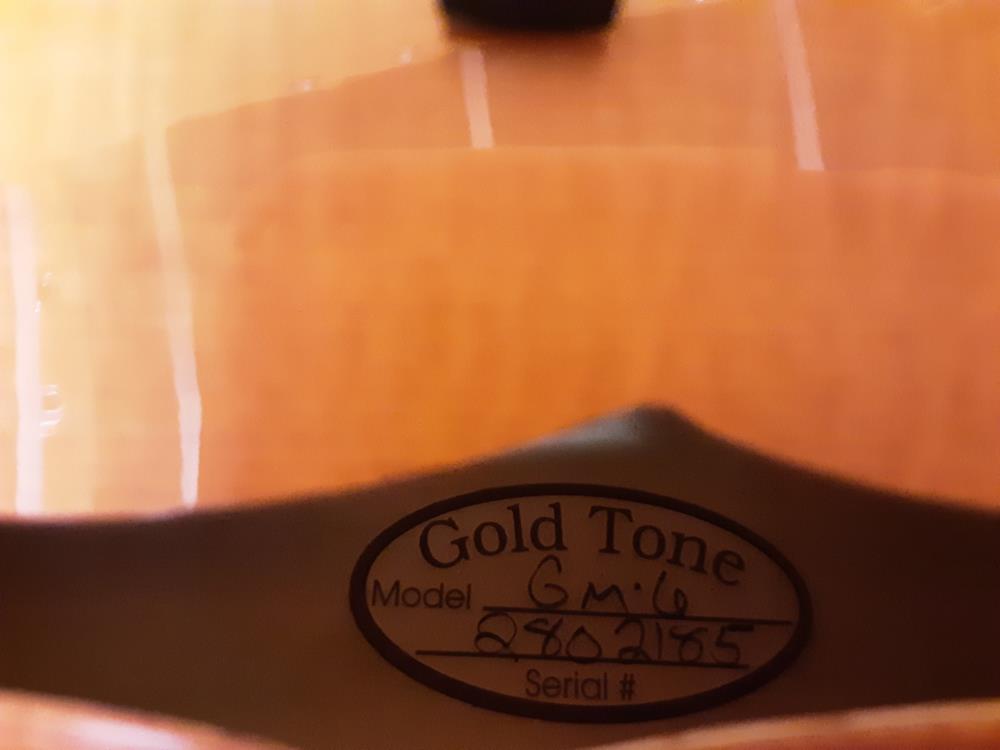 Gold Tone
Model GM-6
2802185
Serial #